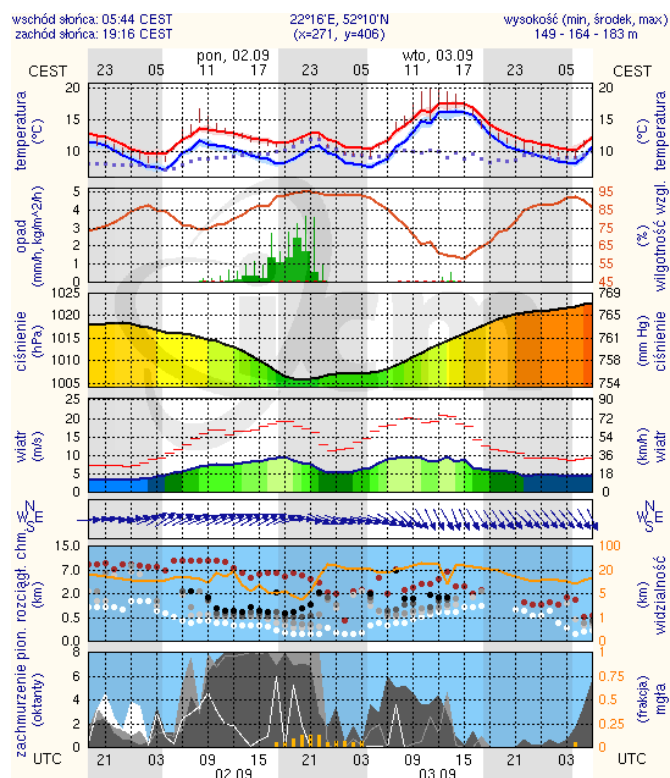 wschód słońca: 05:44 CEST 22°16'E, 52°10'N wysokość (min, środek, max)
zachód słońca: 19:16 CEST (x=271, y=406) 149 - 164 - 183 m
pon, 02.09 wto, 03.09
CEST 23 05 11 17 23 05 11 17 23 05 CEST
temperatura (°C)
20
15
10
20
15
10
temperatura (°C)
opad (mm/h, kg/m^2/h)
5
4
3
2
1
0
95
85
75
65
55
45
wilgotność wzgl. (%)
ciśnienie (hPa)
1025
1020
1015
1010
1005
769
765
761
758
754
(mm Hg) ciśnienie
wiatr (m/s)
25
20
15
10
5
0
90
72
54
36
18
0
(km/h) wiatr
N
W E
S
N
W E
S
pion. rozciągł. chm. (km)
15.0
7.0
2.0
0.5
0.0
100
20
5
2
0
(km) widzialność
zachmurzenie (oktanty)
8
6
4
2
0
1
0.75
0.5
0.25
0
(frakcja) mgła
UTC 21 03 09 15 21 03 09 15 21 03 UTC
02.09 03.09